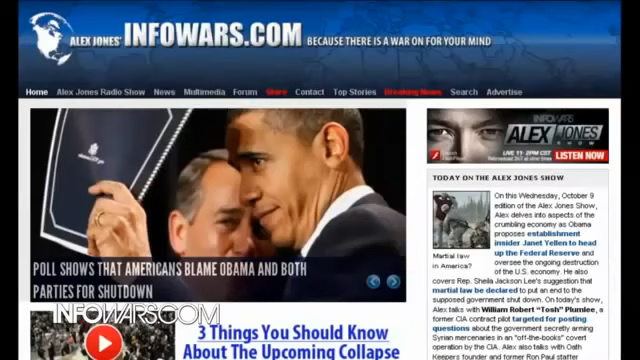 ALEX JONES' INFOWARS.COM BECAUSE THERE IS A WAR ON FOR YOUR MIND
Home Alex Jones Radio Show News Multimedia Forum Store Contact Top Stories Breaking News Search Advertise
POLL SHOWS THAT AMERICANS BLAME OBAMA AND BOTH
PARTIES FOR SHUTDOWN
INFOWARS.COM
3 Things You Should Know
About The Upcoming Collapse
INFOWARS
ALEX JONES
SHOW
LIVE 11-2PM CST
LISTEN NOW
TODAY ON THE ALEX JONES SHOW
Martial law
in America?
On this Wednesday, October 9
edition of the Alex Jones Show,
Alex delves into aspects of the
crumbling economy as Obama
proposes establishment
insider Janet Yellen to head
up the Federal Reserve and
oversee the ongoing destruction
of the U.S. economy. He also
covers Rep. Sheila Jackson Lee's suggestion that
martial law be declared to put an end to the
supposed government shut down. On today's show,
Alex talks with William Robert "Tosh" Plumlee, a
former CIA contract pilot targeted for posting
questions about the government secretly arming
Syrian mercenaries in an "off-the-books" covert
operation by the CIA. Alex also talks with Oath
Keepers founder and former Ron Paul staffer